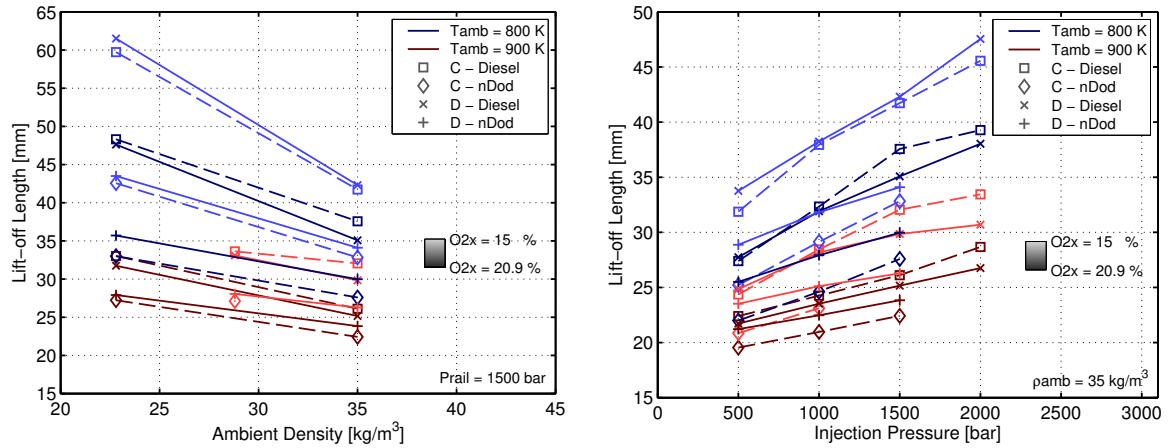 65
60
55
50
45
40
35
30
25
20
15
20 25 30 35 40 45
Lift−off Length [mm]
Ambient Density [kg/m³]
Tamb = 800 K
Tamb = 900 K
C − Diesel
C − nDod
D − Diesel
D − nDod
O2x = 15 %
O2x = 20.9 %
Prail = 1500 bar
50
45
40
35
30
25
20
15
0 500 1000 1500 2000 2500 3000
Lift−off Length [mm]
Injection Pressure [bar]
Tamb = 800 K
Tamb = 900 K
C − Diesel
C − nDod
D − Diesel
D − nDod
O2x = 15 %
O2x = 20.9 %
ρamb = 35 kg/m³